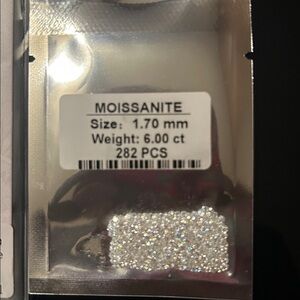 MOISSANITE
Size: 1.70 mm
Weight: 6.00 ct
282 PCS